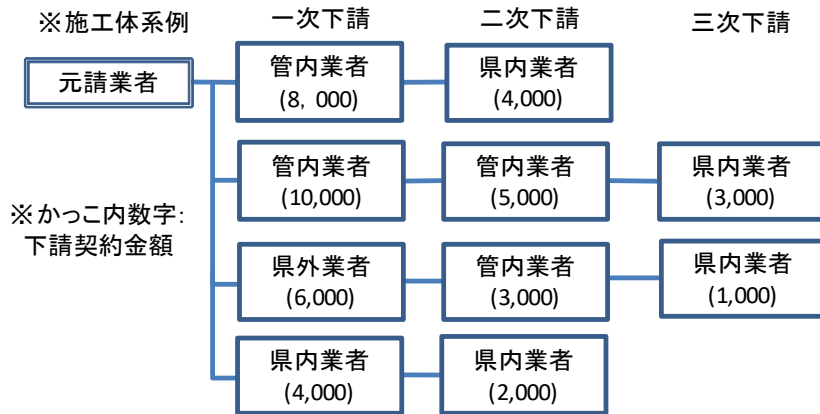 ※施工体系例
一次下請
二次下請
三次下請
元請業者
管内業者
(8, 000)
県内業者
(4,000)
管内業者
(10,000)
管内業者
(5,000)
県内業者
(3,000)
※かっこ内数字:
下請契約金額
県外業者
(6,000)
管内業者
(3,000)
県内業者
(1,000)
県内業者
(4,000)
県内業者
(2,000)